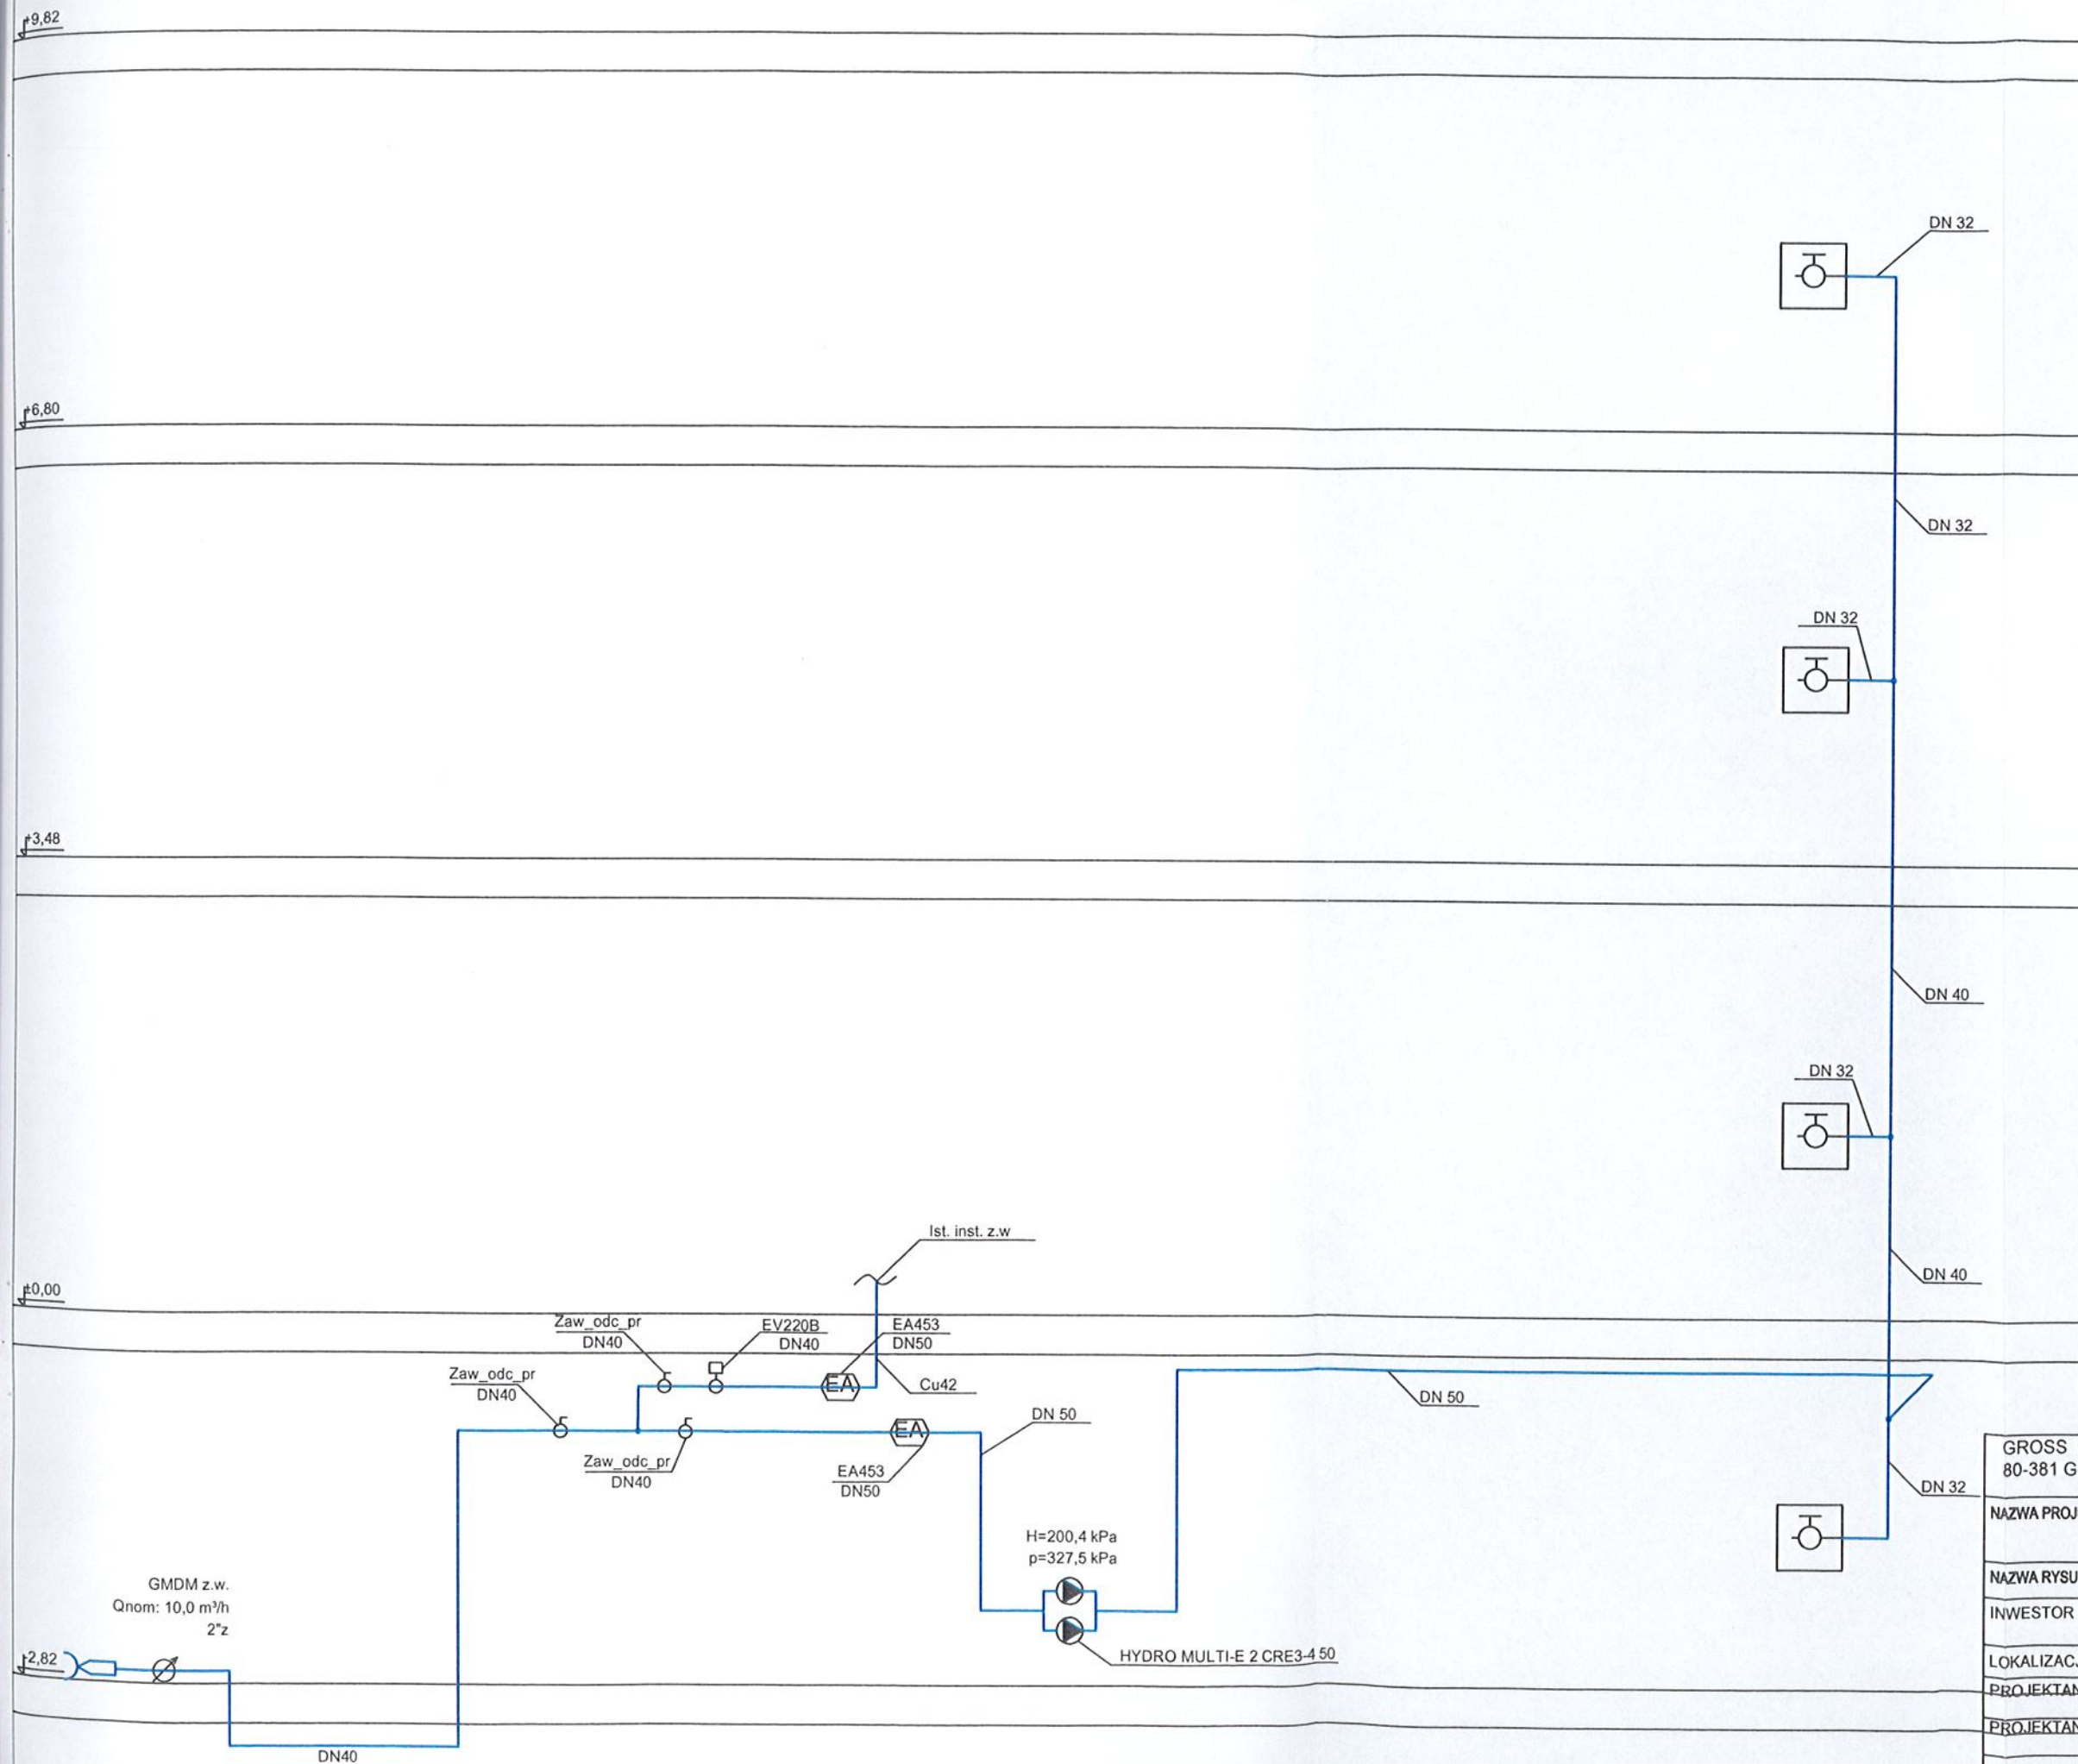 +9,82
DN 32
+6,80
DN 32
DN 32
+3,48
DN 40
DN 32
Ist. inst. z.w
DN 40
±0,00
Zaw_odc_pr
DN40
EV220B
DN40
EA453
DN50
Zaw_odc_pr
DN40
EA
Cu42
DN 50
DN 50
EA
Zaw_odc_pr
DN40
EA453
DN50
DN 32
GROSS
80-381 G
NAZWA PROJ
H=200,4 kPa
p=327,5 kPa
GMDM z.w.
Qnom: 10,0 m³/h
2"z
NAZWA RYSU
INWESTOR
HYDRO MULTI-E 2 CRE3-4 50
-2,82
LOKALIZAC
PROJEKTAN
PROJEKTAN
DN40